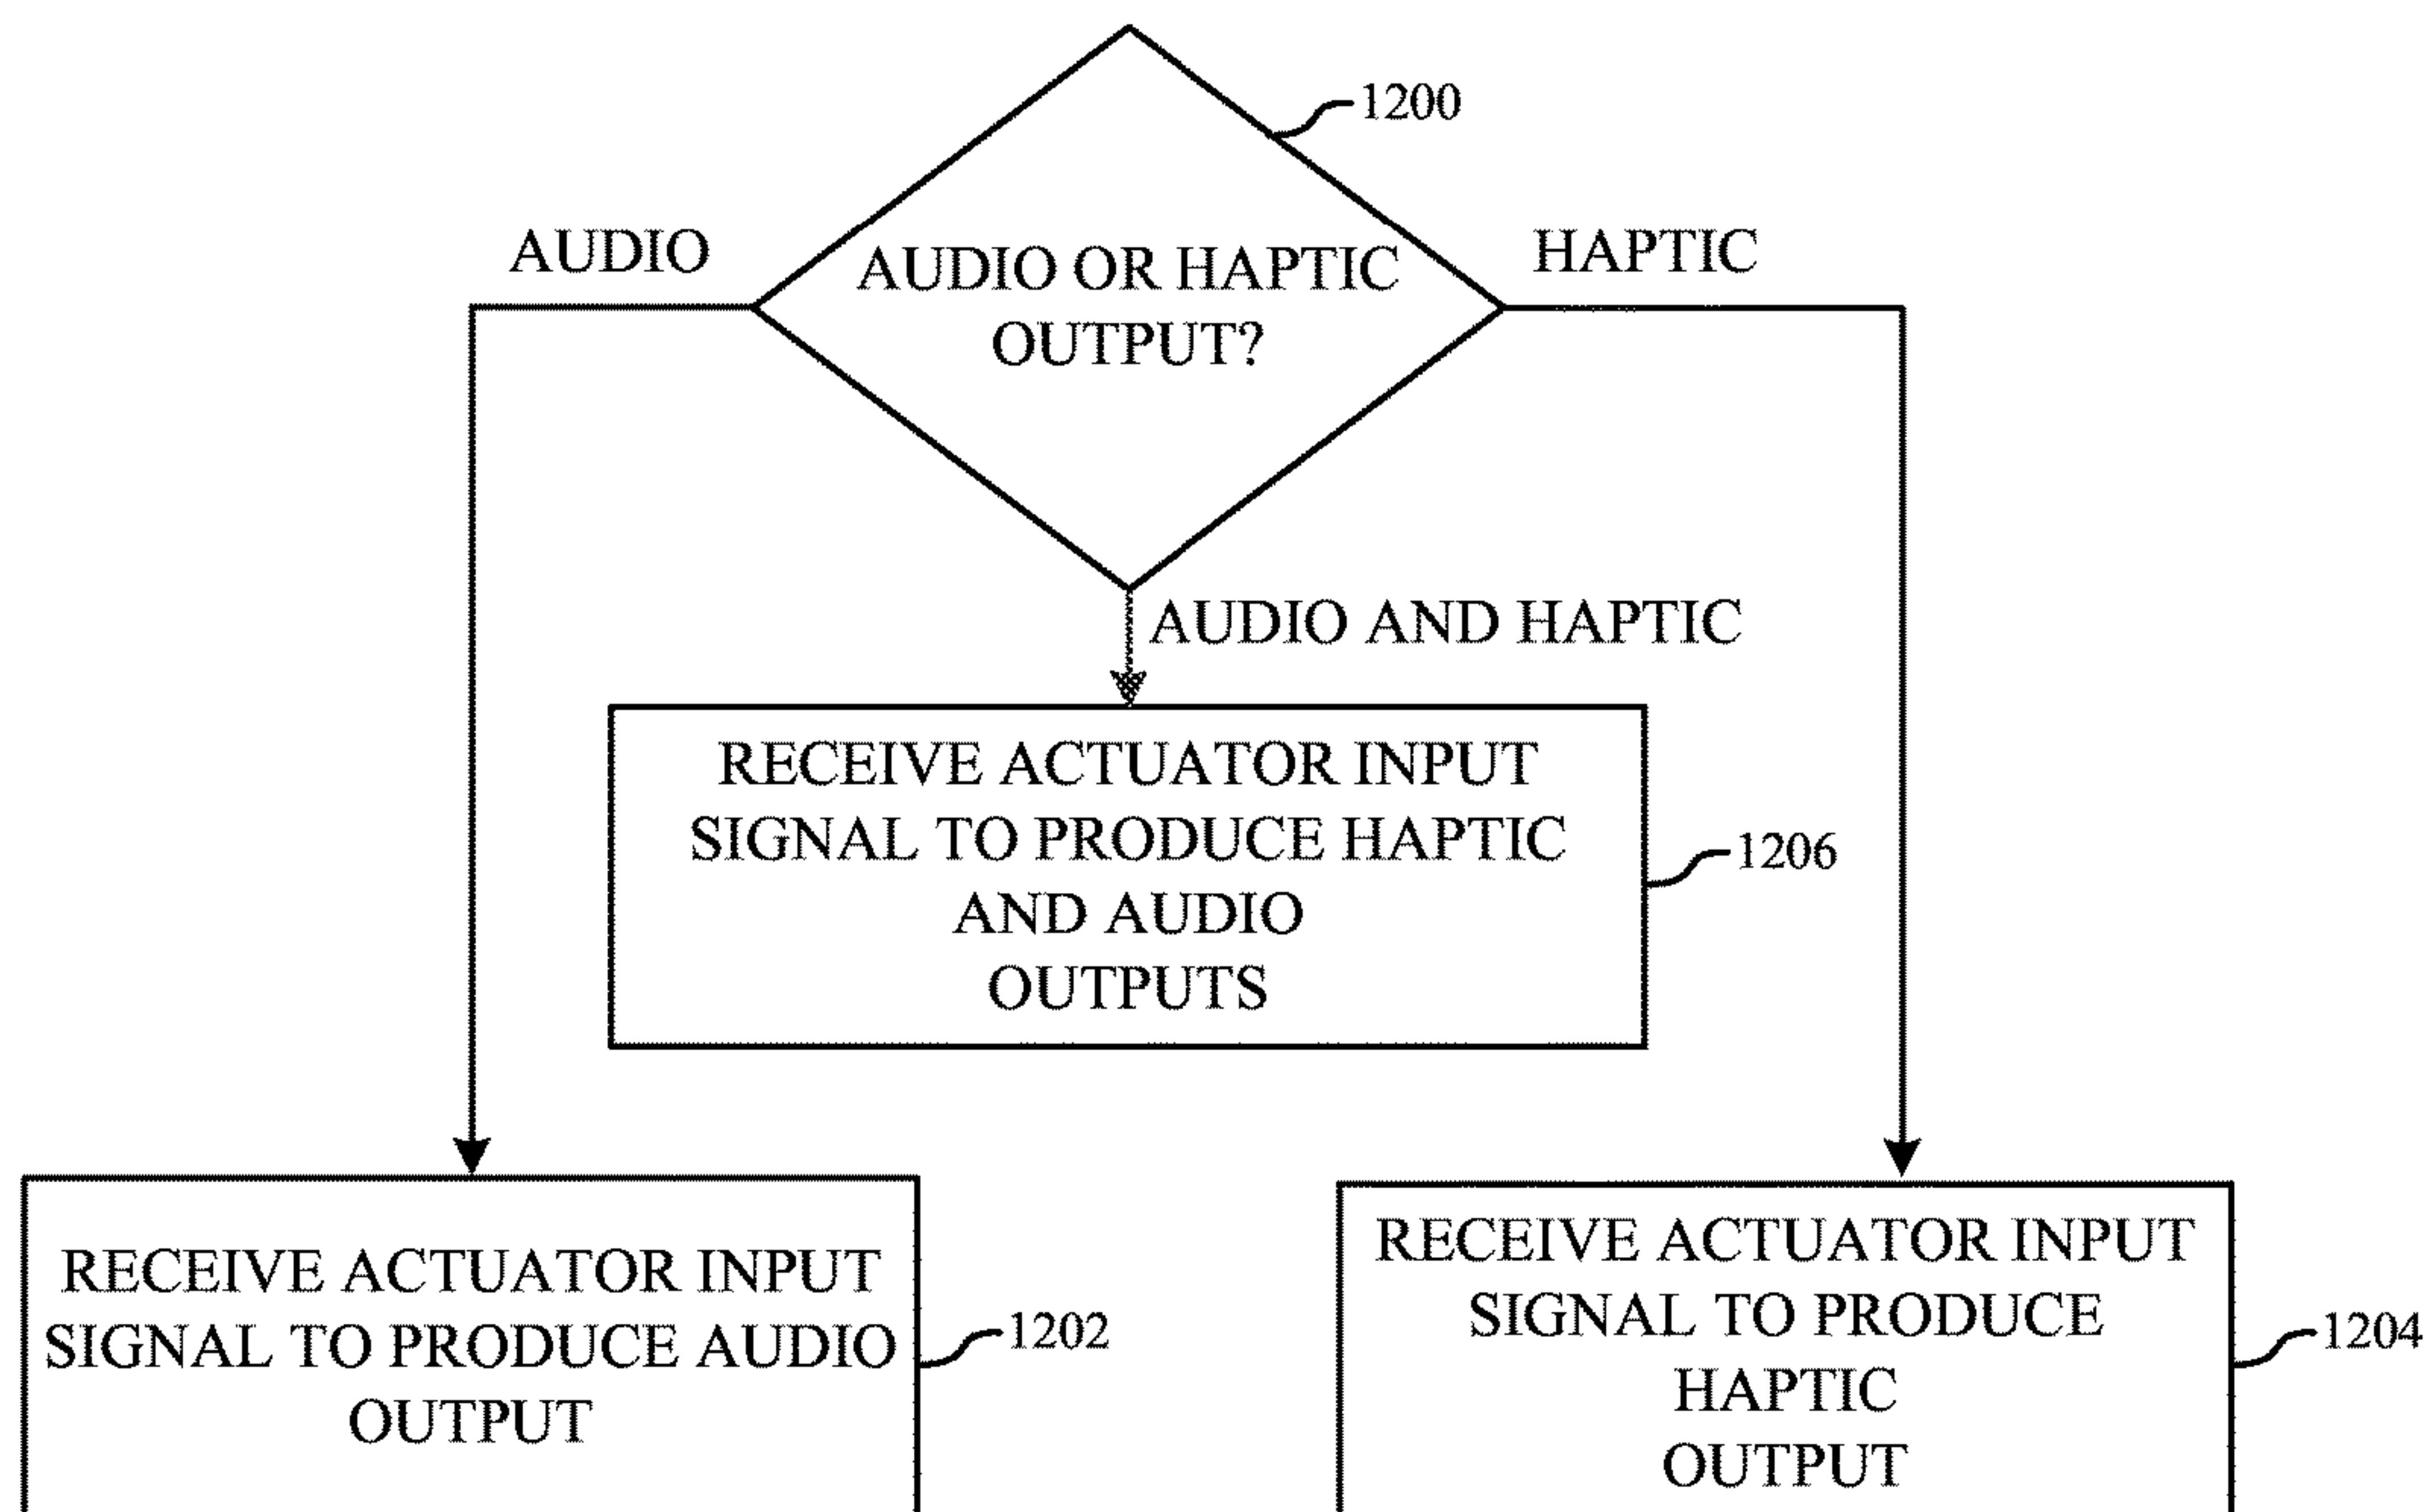 1200
AUDIO
AUDIO OR HAPTIC
OUTPUT?
HAPTIC
AUDIO AND HAPTIC
RECEIVE ACTUATOR INPUT
SIGNAL TO PRODUCE HAPTIC
AND AUDIO
OUTPUTS
1206
RECEIVE ACTUATOR INPUT
SIGNAL TO PRODUCE AUDIO
OUTPUT
1202
RECEIVE ACTUATOR INPUT
SIGNAL TO PRODUCE
HAPTIC
OUTPUT
1204